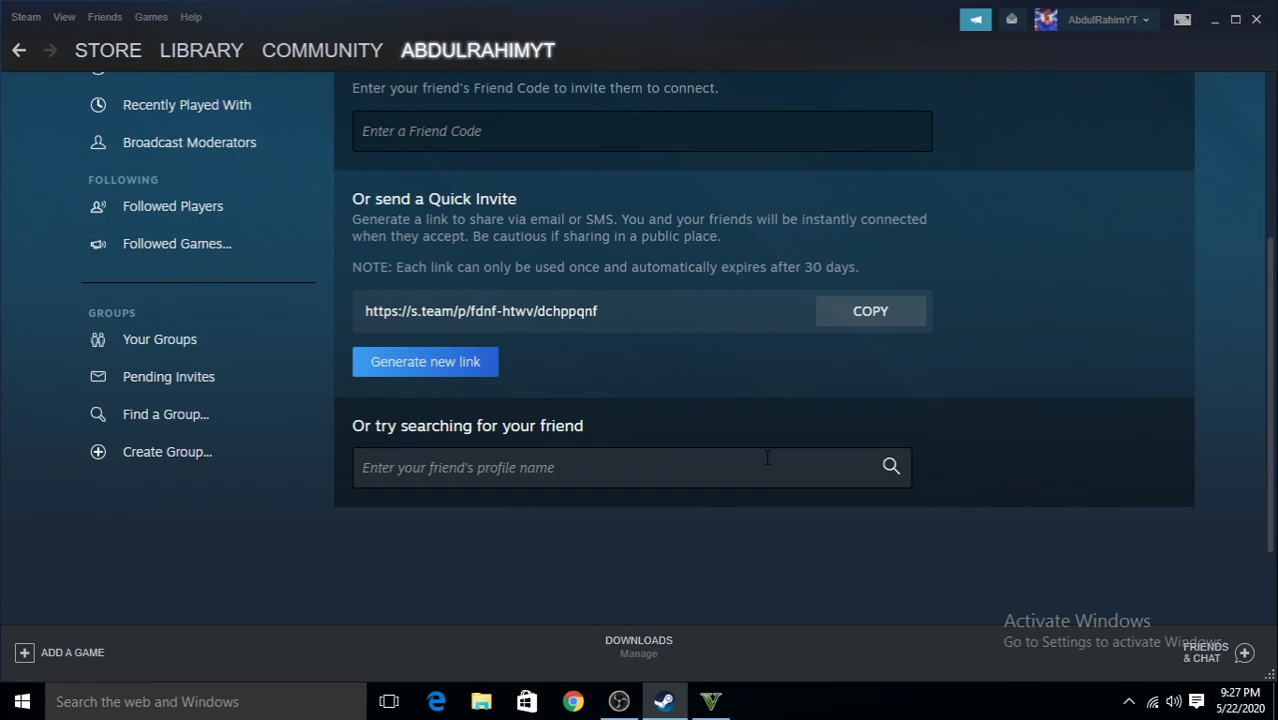 Steam View Friends Games Help
AbdulRahimYT
STORE LIBRARY COMMUNITY ABDULRAHIMYT
Recently Played With
Broadcast Moderators
FOLLOWING
Followed Players
Followed Games...
GROUPS
Your Groups
Pending Invites
Find a Group...
Create Group...
Enter your friend's Friend Code to invite them to connect.
Enter a Friend Code
Or send a Quick Invite
Generate a link to share via email or SMS. You and your friends will be instantly connected
when they accept. Be cautious if sharing in a public place.
NOTE: Each link can only be used once and automatically expires after 30 days.
https://s.team/p/fdnf-htwv/dchppqnf COPY
Generate new link
Or try searching for your friend
Enter your friend's profile name
Activate Windows
Go to Settings to activate Windows.
ADD A GAME
DOWNLOADS
Manage
FRIENDS
& CHAT
Search the web and Windows
9:27 PM
5/22/2020